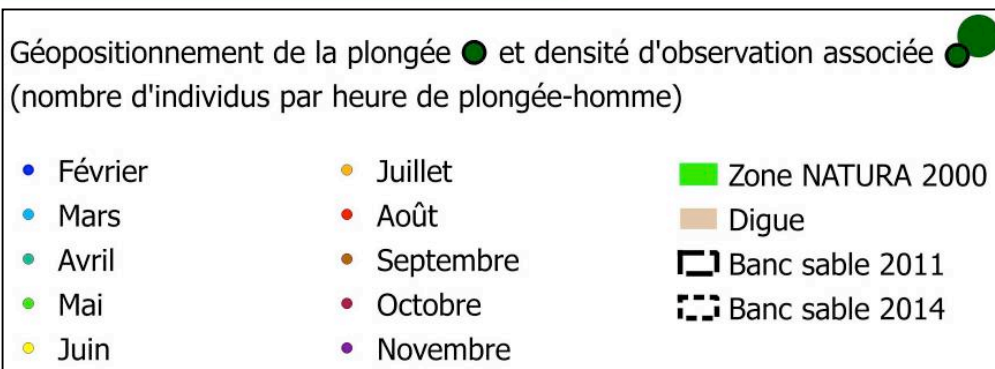 Géopositionnement de la plongée et densité d'observation associée
(nombre d'individus par heure de plongée-homme)
Février
Mars
Avril
Mai
Juin
Juillet
Août
Septembre
Octobre
Novembre
Zone NATURA 2000
Digue
Banc sable 2011
Banc sable 2014